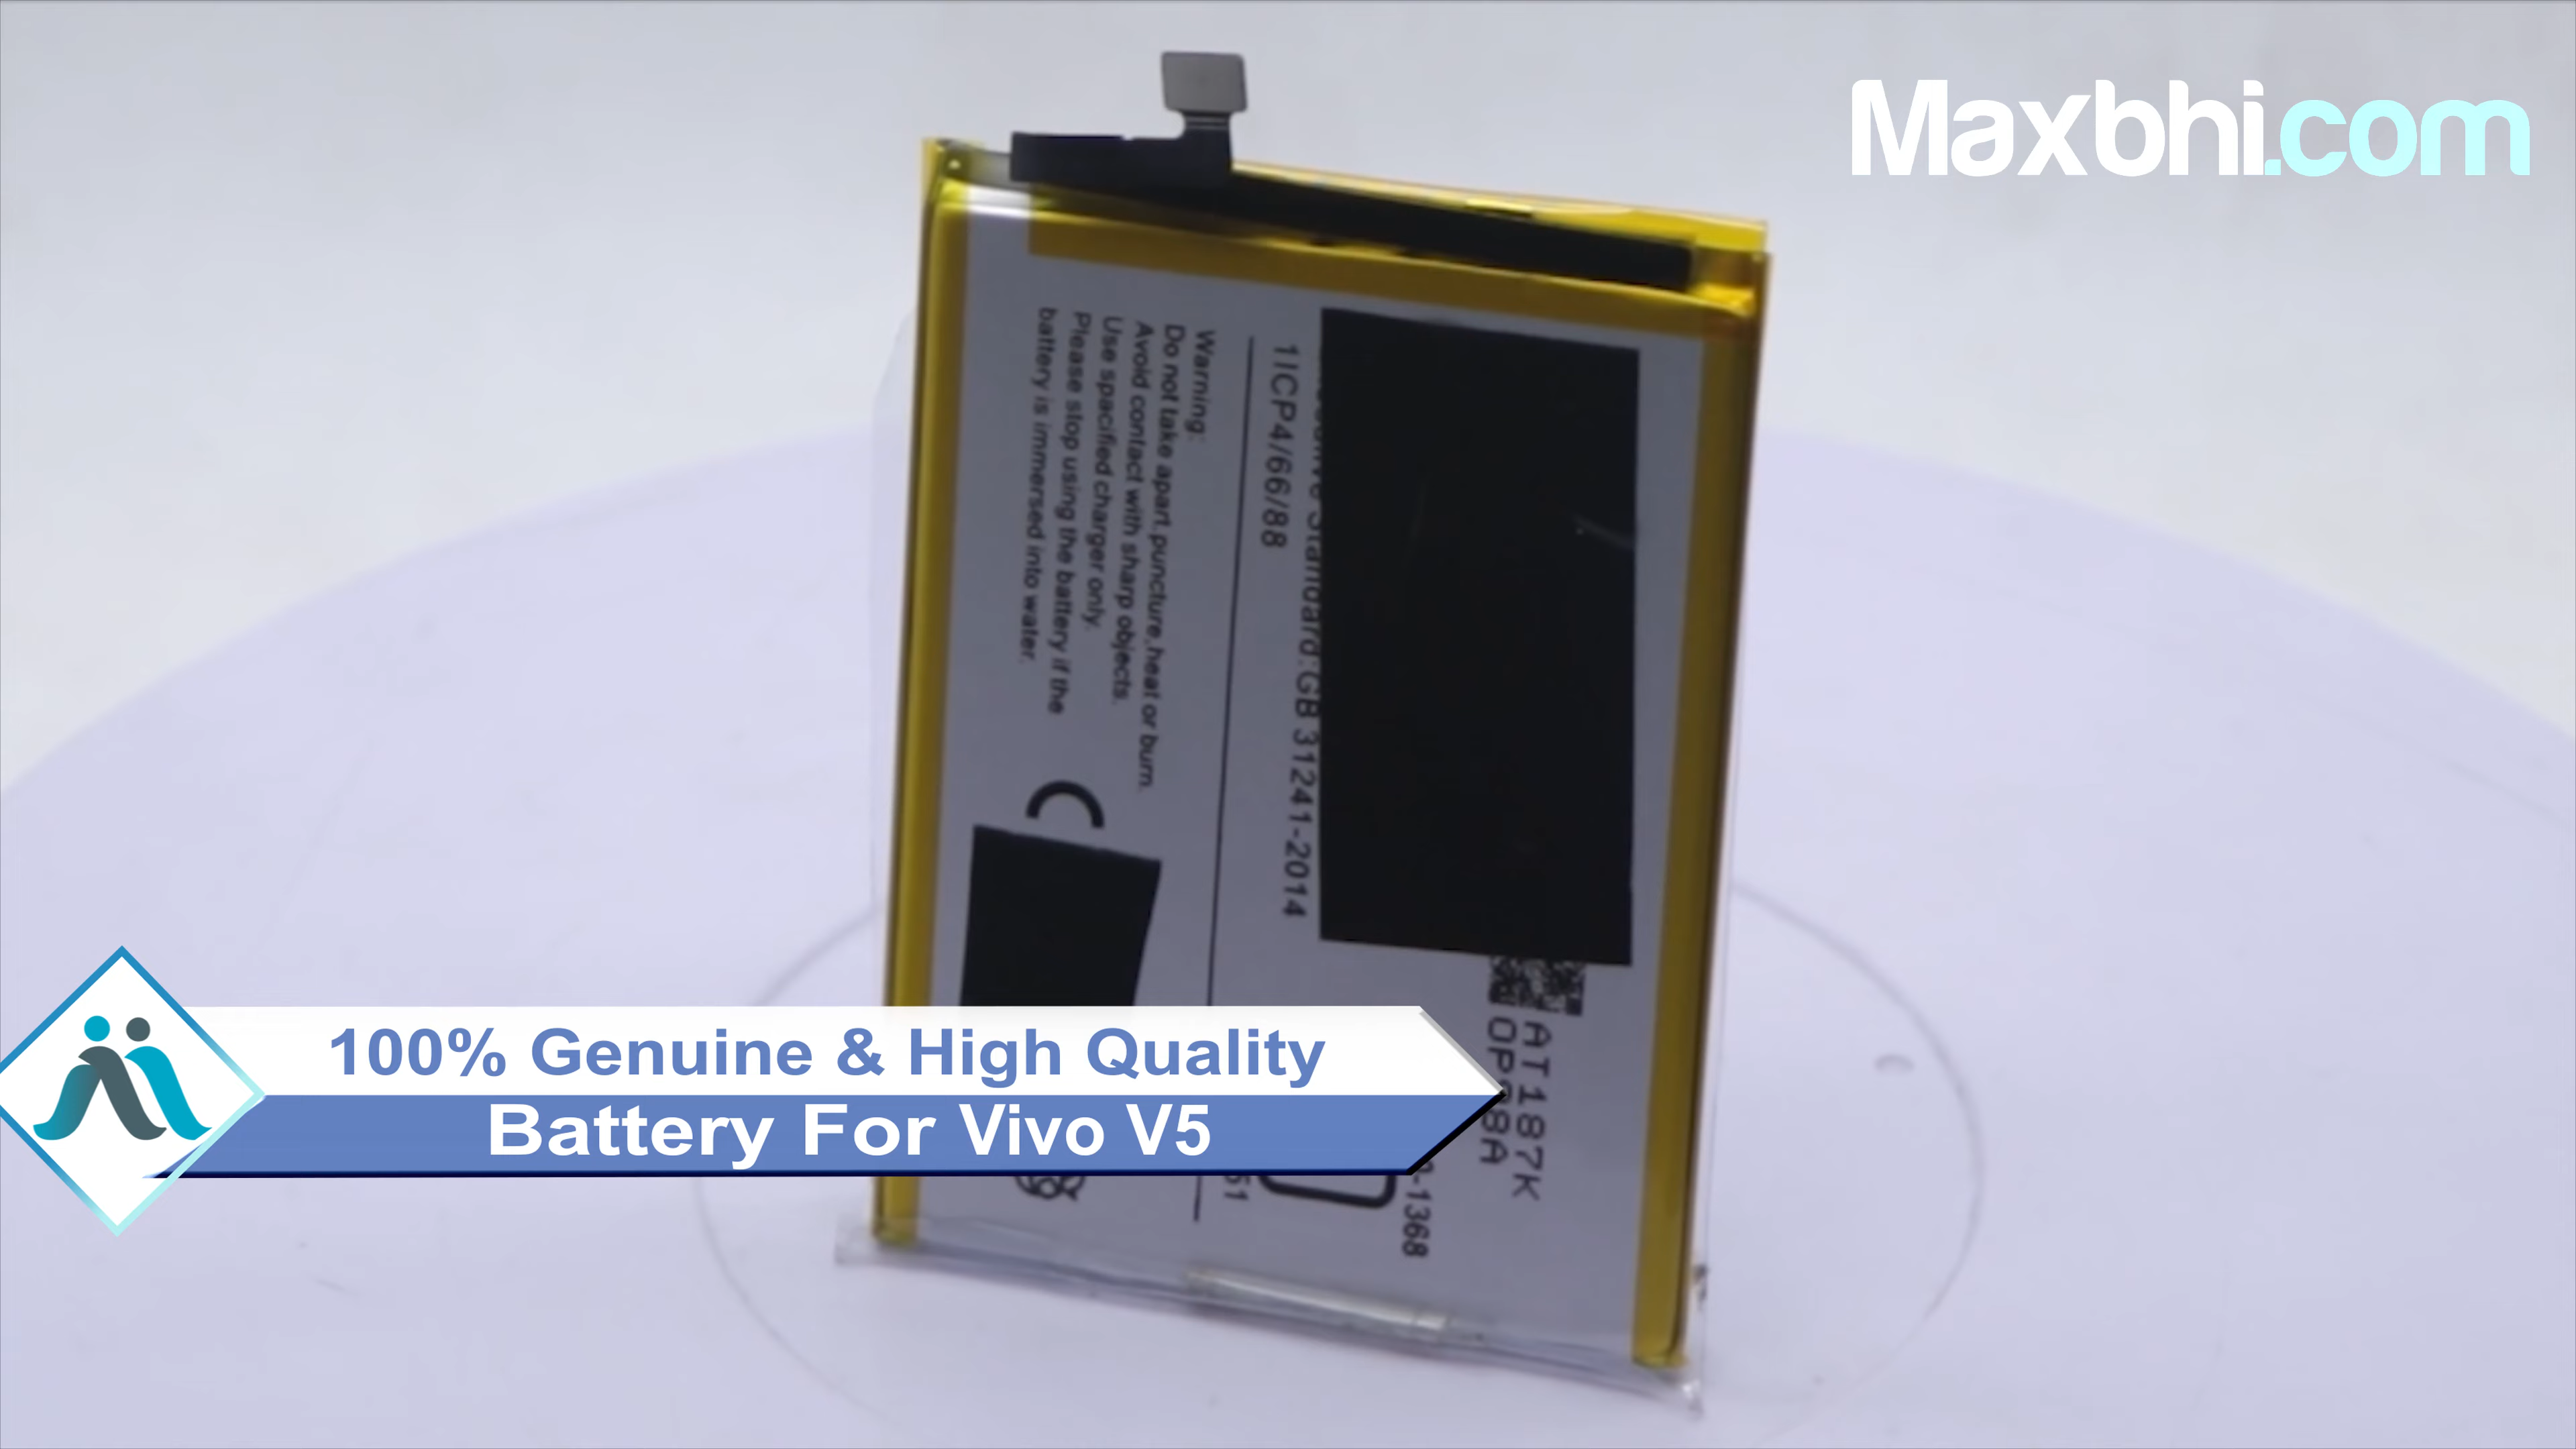 Maxbhi.com
Warning:
Do not take apart,puncture,heat or burn.
Avoid contact with sharp objects.
Use spacified charger only.
Please stop using the battery if the
battery is immersed into water.
1ICP4/66/88
Standard:GB 31241-2014
AT187K
-1368
100% Genuine & High Quality
Battery For Vivo V5